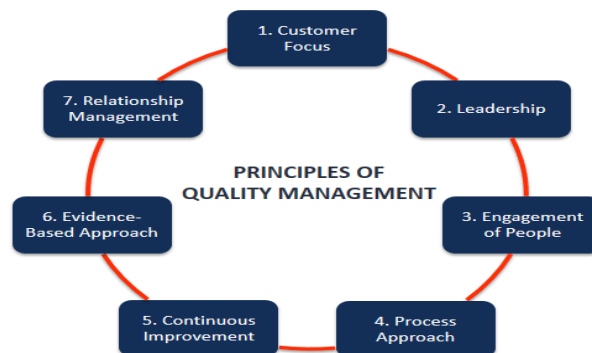 PRINCIPLES OF
QUALITY MANAGEMENT
1. Customer
Focus
2. Leadership
3. Engagement
of People
4. Process
Approach
5. Continuous
Improvement
6. Evidence-
Based Approach
7. Relationship
Management